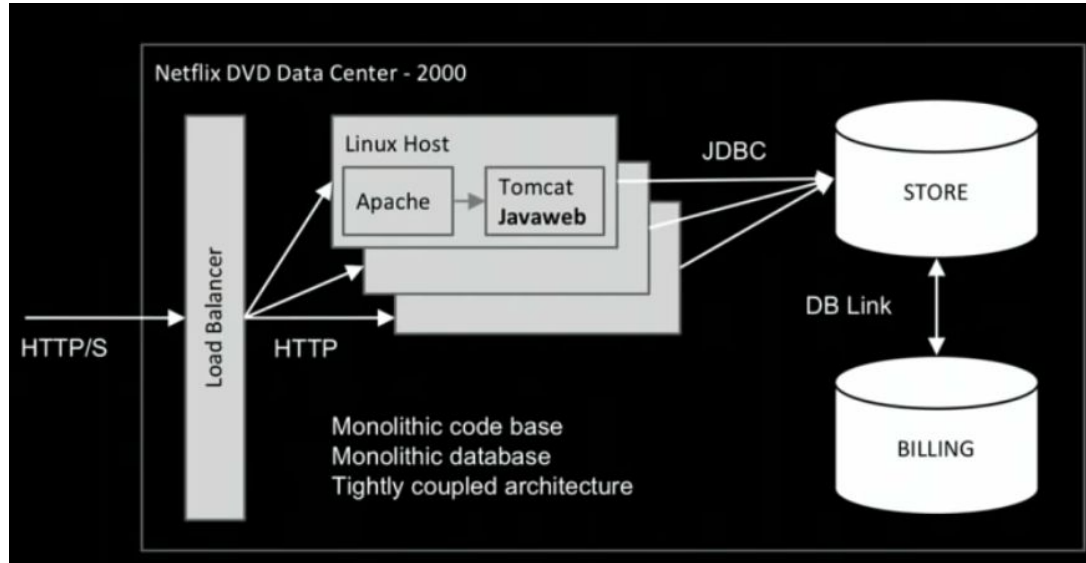 Netflix DVD Data Center - 2000
Linux Host
Apache
Tomcat
Javaweb
JDBC
STORE
HTTP/S
Load Balancer
HTTP
DB Link
BILLING
Monolithic code base
Monolithic database
Tightly coupled architecture